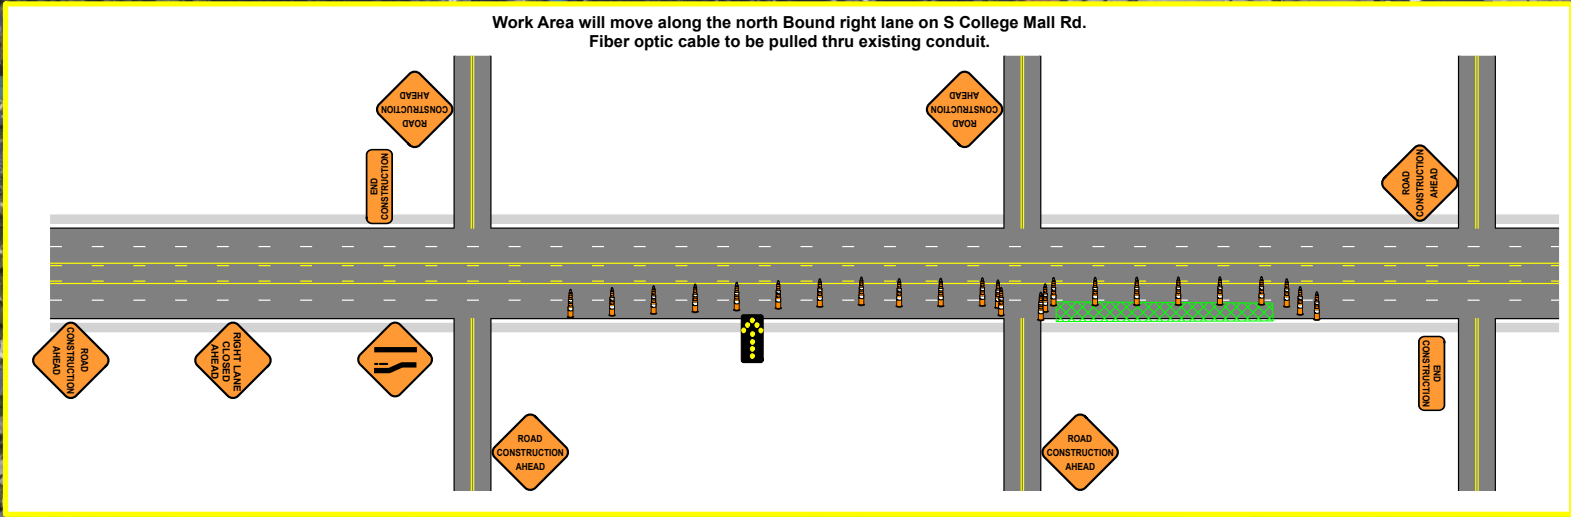 Work Area will move along the north Bound right lane on S College Mall Rd.
Fiber optic cable to be pulled thru existing conduit.
ROAD
CONSTRUCTION
AHEAD
ROAD
CONSTRUCTION
AHEAD
END
CONSTRUCTION
ROAD
CONSTRUCTION
AHEAD
ROAD
CONSTRUCTION
AHEAD
RIGHT LANE
CLOSED
AHEAD
END
CONSTRUCTION
ROAD
CONSTRUCTION
AHEAD
ROAD
CONSTRUCTION
AHEAD